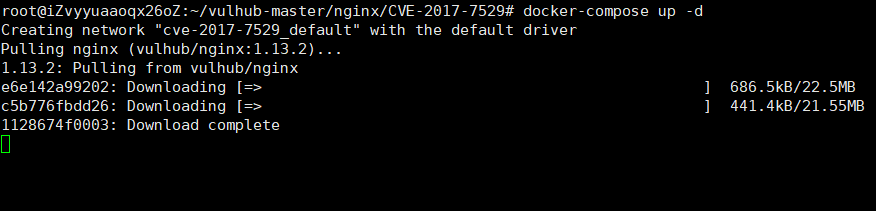 root@iZvyyuaaoqx26oZ:~/vulhub-master/nginx/CVE-2017-7529# docker-compose up -d
Creating network "cve-2017-7529_default" with the default driver
Pulling nginx (vulhub/nginx:1.13.2)...
1.13.2: Pulling from vulhub/nginx
e6e142a99202: Downloading [=>                                                 ]  686.5kB/22.5MB
c5b776fbdd26: Downloading [=>                                                 ]  441.4kB/21.55MB
1128674f0003: Download complete